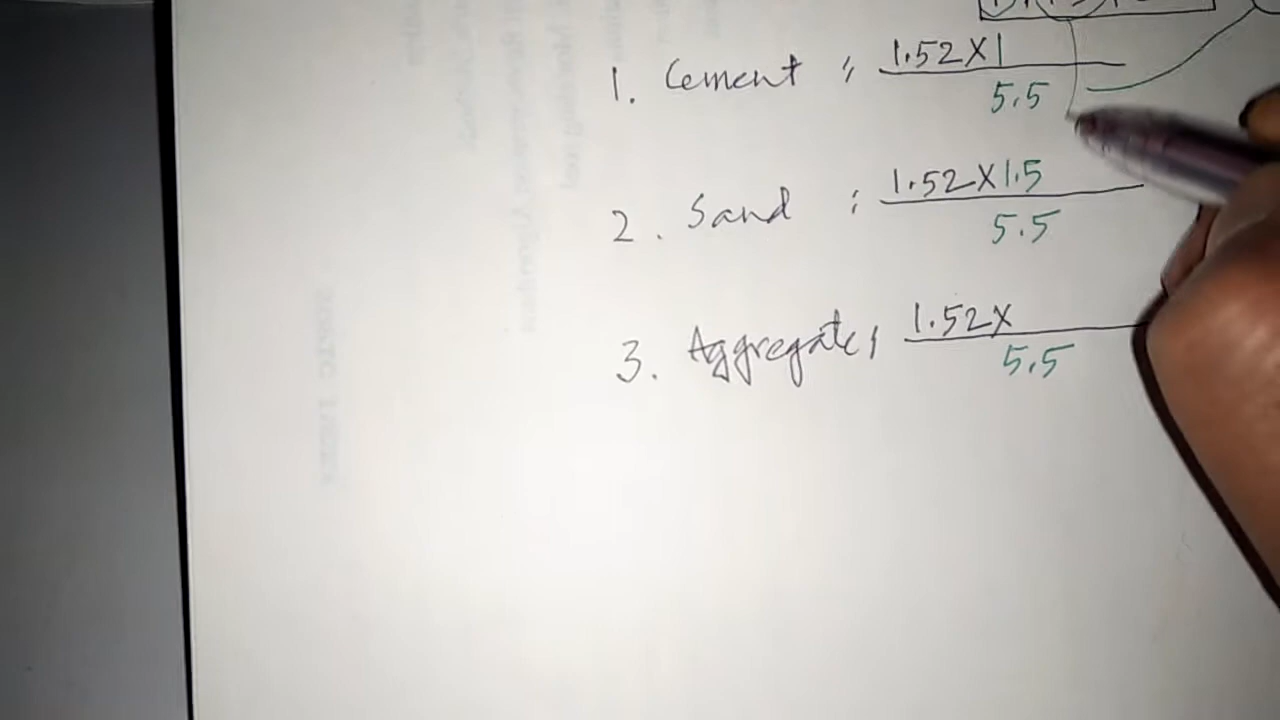 1. Cement : 1.52 X 1
5.5
2. Sand : 1.52 X 1.5
5.5
3. Aggregate: 1.52 X
5.5